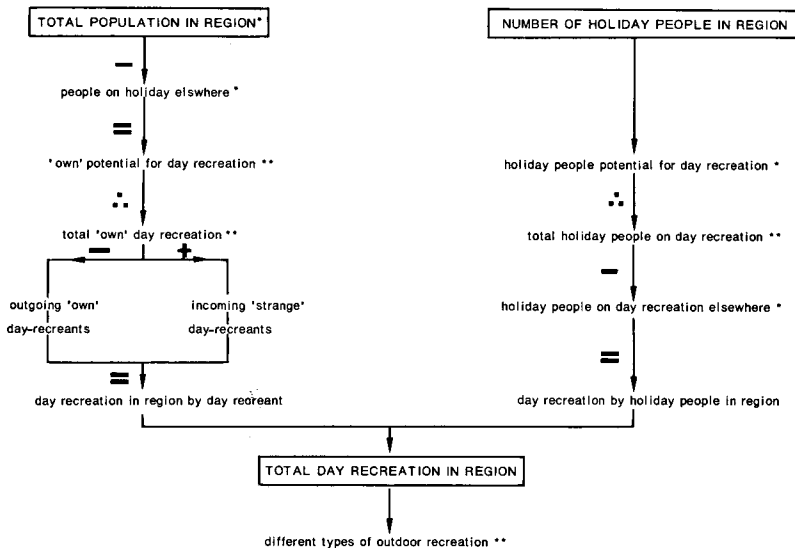 TOTAL POPULATION IN REGION*
NUMBER OF HOLIDAY PEOPLE IN REGION
−
people on holiday elsewhere *
=
'own' potential for day recreation **
holiday people potential for day recreation *
∴
∴
total 'own' day recreation **
total holiday people on day recreation **
− +
−
outgoing 'own'
day-recreants
incoming 'strange'
day-recreants
holiday people on day recreation elsewhere *
=
=
day recreation in region by day recreant
day recreation by holiday people in region
TOTAL DAY RECREATION IN REGION
different types of outdoor recreation **